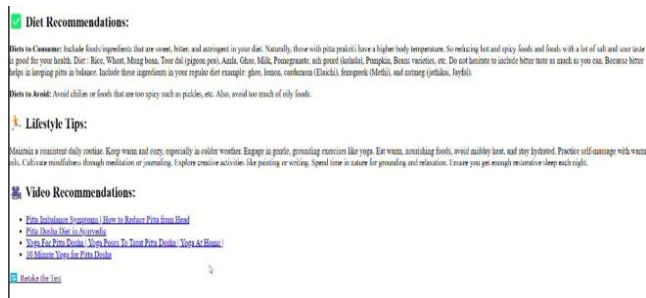 Diet Recommendations:
Diets to Consume: Include foods/ingredients that are sweet, bitter, and astringent in your diet. Naturally, those with pitta prakriti have a higher body temperature. So reducing hot and spicy foods and foods with a lot of salt and sour taste
is good for your health. Diet : Rice, Wheat, Mung bean, Toor dal (pigeon pea), Amla, Ghee, Milk, Pomegranate, ash gourd (kohala), Pumpkin, Beans varieties, etc. Do not hesitate to include bitter taste as much as you can. Because bitter
helps in keeping pitta in balance. Include these ingredients in your regular diet example: ghee, lemon, cardamom (Elaichi), fenugreek (Methi), and nutmeg (jathikai, Jayfal).
Diets to Avoid: Avoid chilies or foods that are too spicy such as pickles, etc. Also, avoid too much of oily foods.
Lifestyle Tips:
Maintain a consistent daily routine. Keep warm and cozy, especially in colder weather. Engage in gentle, grounding exercises like yoga. Eat warm, nourishing foods, avoid midday heat, and stay hydrated. Practice self-massage with warm
oils. Cultivate mindfulness through meditation or journaling. Explore creative activities like painting or writing. Spend time in nature for grounding and relaxation. Ensure you get enough restorative sleep each night.
Video Recommendations:
Pitta Imbalance Symptoms | How to Reduce Pitta from Head
Pitta Dosha Diet in Ayurvedic
Yoga For Pitta Dosha | Yoga Poses To Treat Pitta Dosha | Yoga At Home |
10 Minute Yoga for Pitta Dosha
Retake the Test